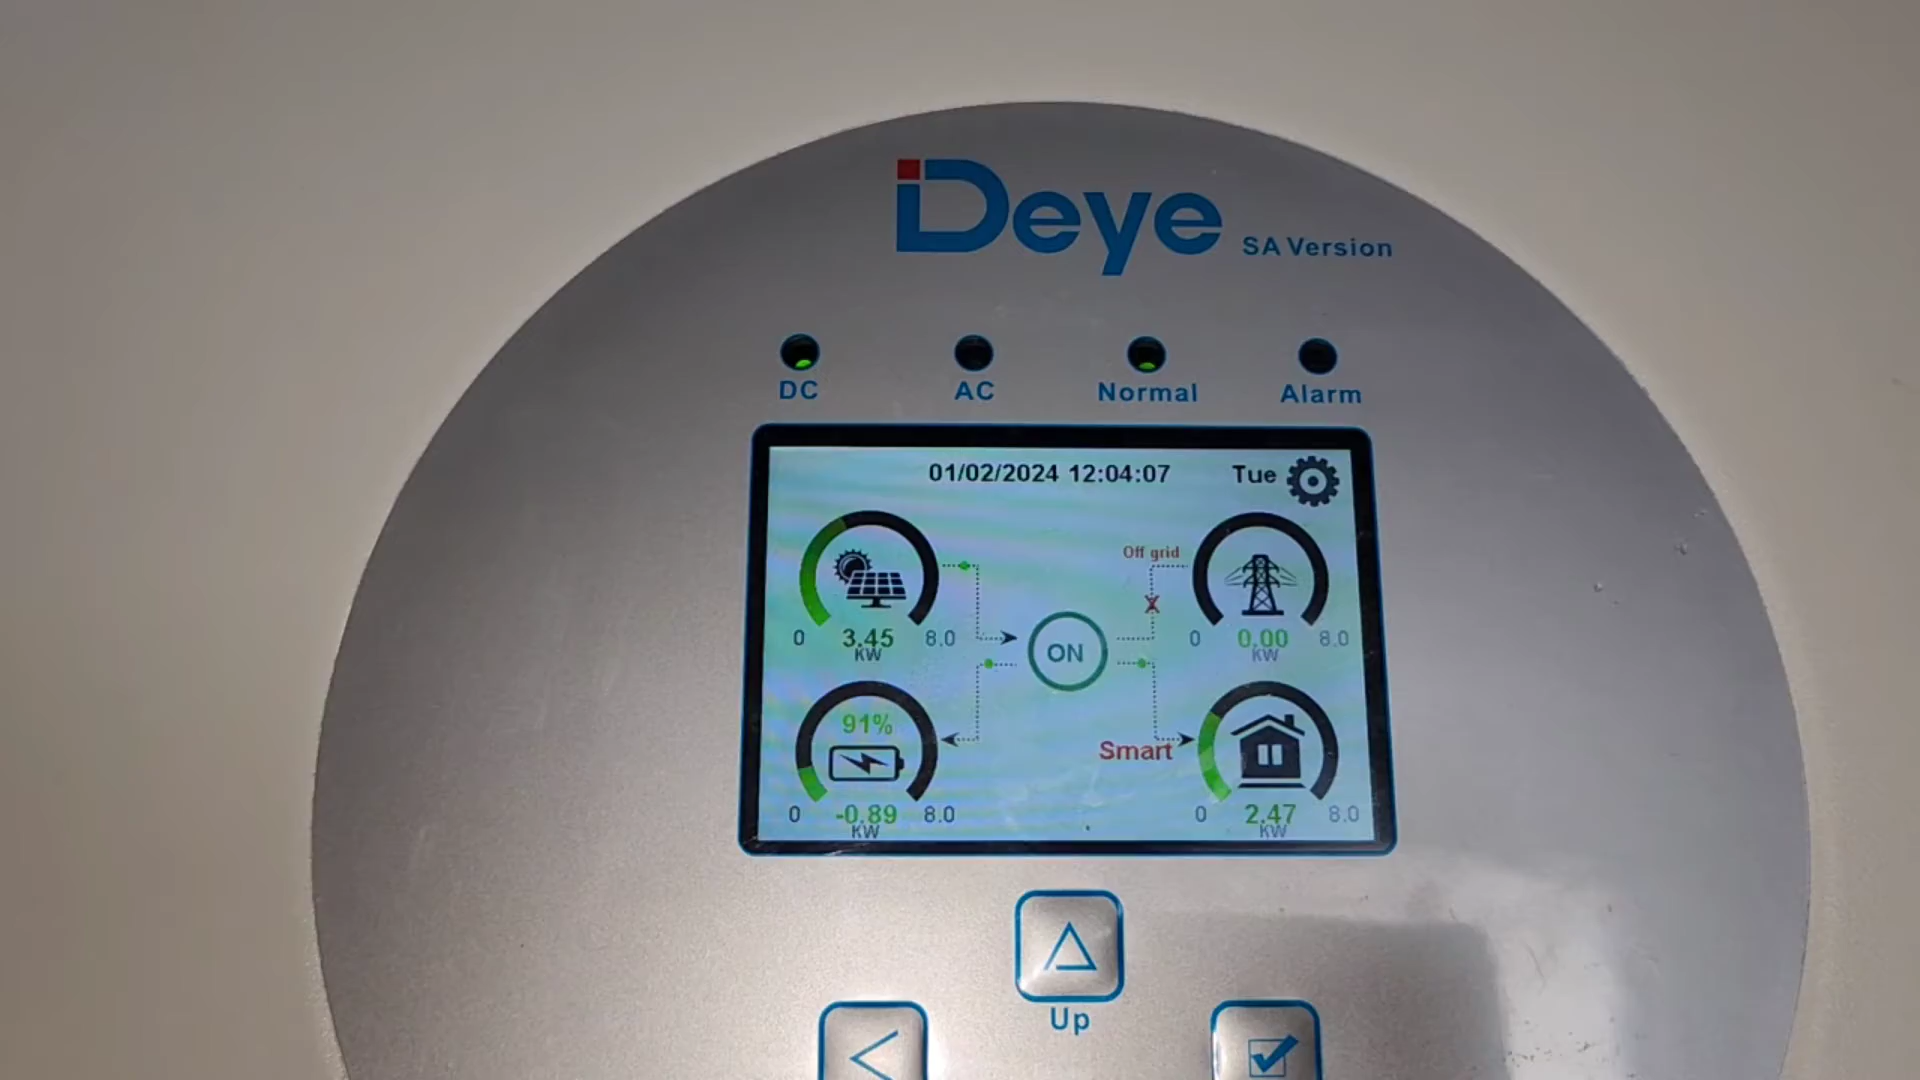 Deye SA Version
DC AC Normal Alarm
01/02/2024 12:04:07 Tue
Off grid
0 3.45 8.0
KW
ON
0 0.00 8.0
KW
91%
0 -0.89 8.0
KW
Smart
0 2.47 8.0
KW
Up